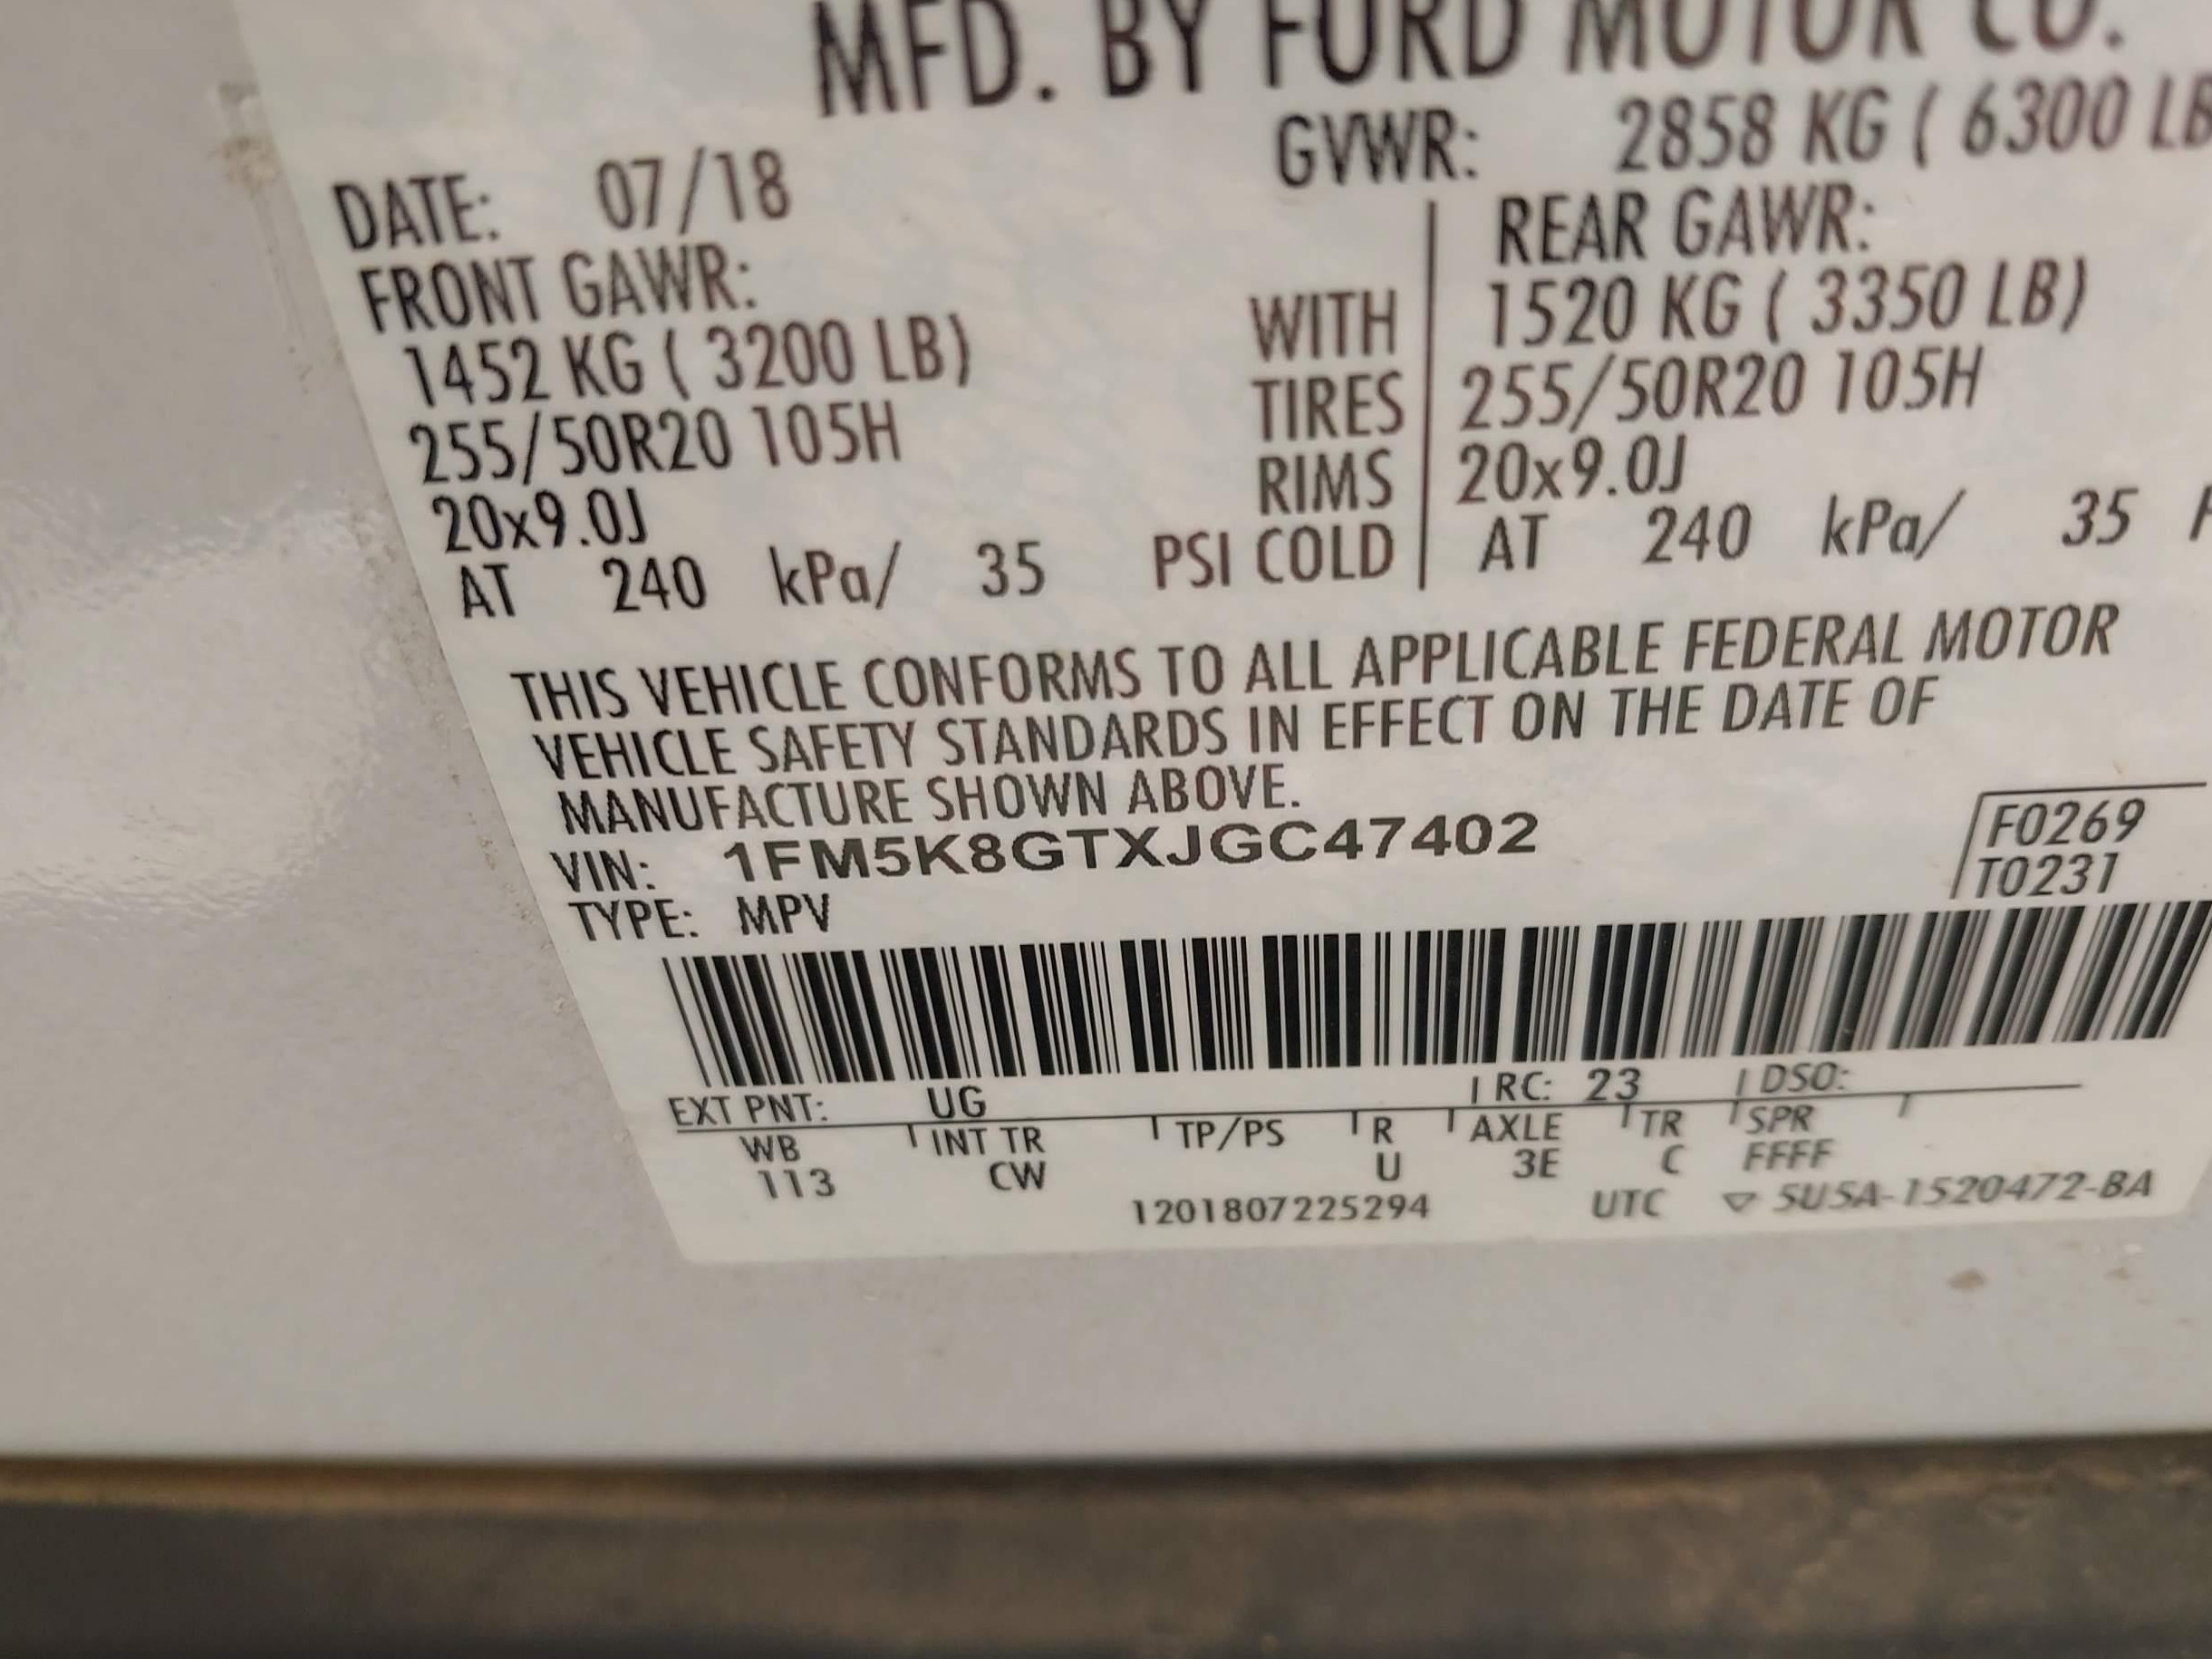 MFD. BY FORD MOTOR CO.
DATE: 07/18 GVWR: 2858 KG ( 6300 LB
FRONT GAWR: REAR GAWR:
1452 KG ( 3200 LB) WITH 1520 KG ( 3350 LB)
255/50R20 105H TIRES 255/50R20 105H
20x9.0J RIMS 20x9.0J
AT 240 kPa/ 35 PSI COLD AT 240 kPa/ 35 P
THIS VEHICLE CONFORMS TO ALL APPLICABLE FEDERAL MOTOR
VEHICLE SAFETY STANDARDS IN EFFECT ON THE DATE OF
MANUFACTURE SHOWN ABOVE.
VIN: 1FM5K8GTXJGC47402 F0269
TYPE: MPV T0231
EXT PNT: UG RC: 23 DSO:
WB INT TR TP/PS R AXLE TR SPR
113 CW U 3E C FFFF
1201807225294 UTC ▽ 5U5A-1520472-BA